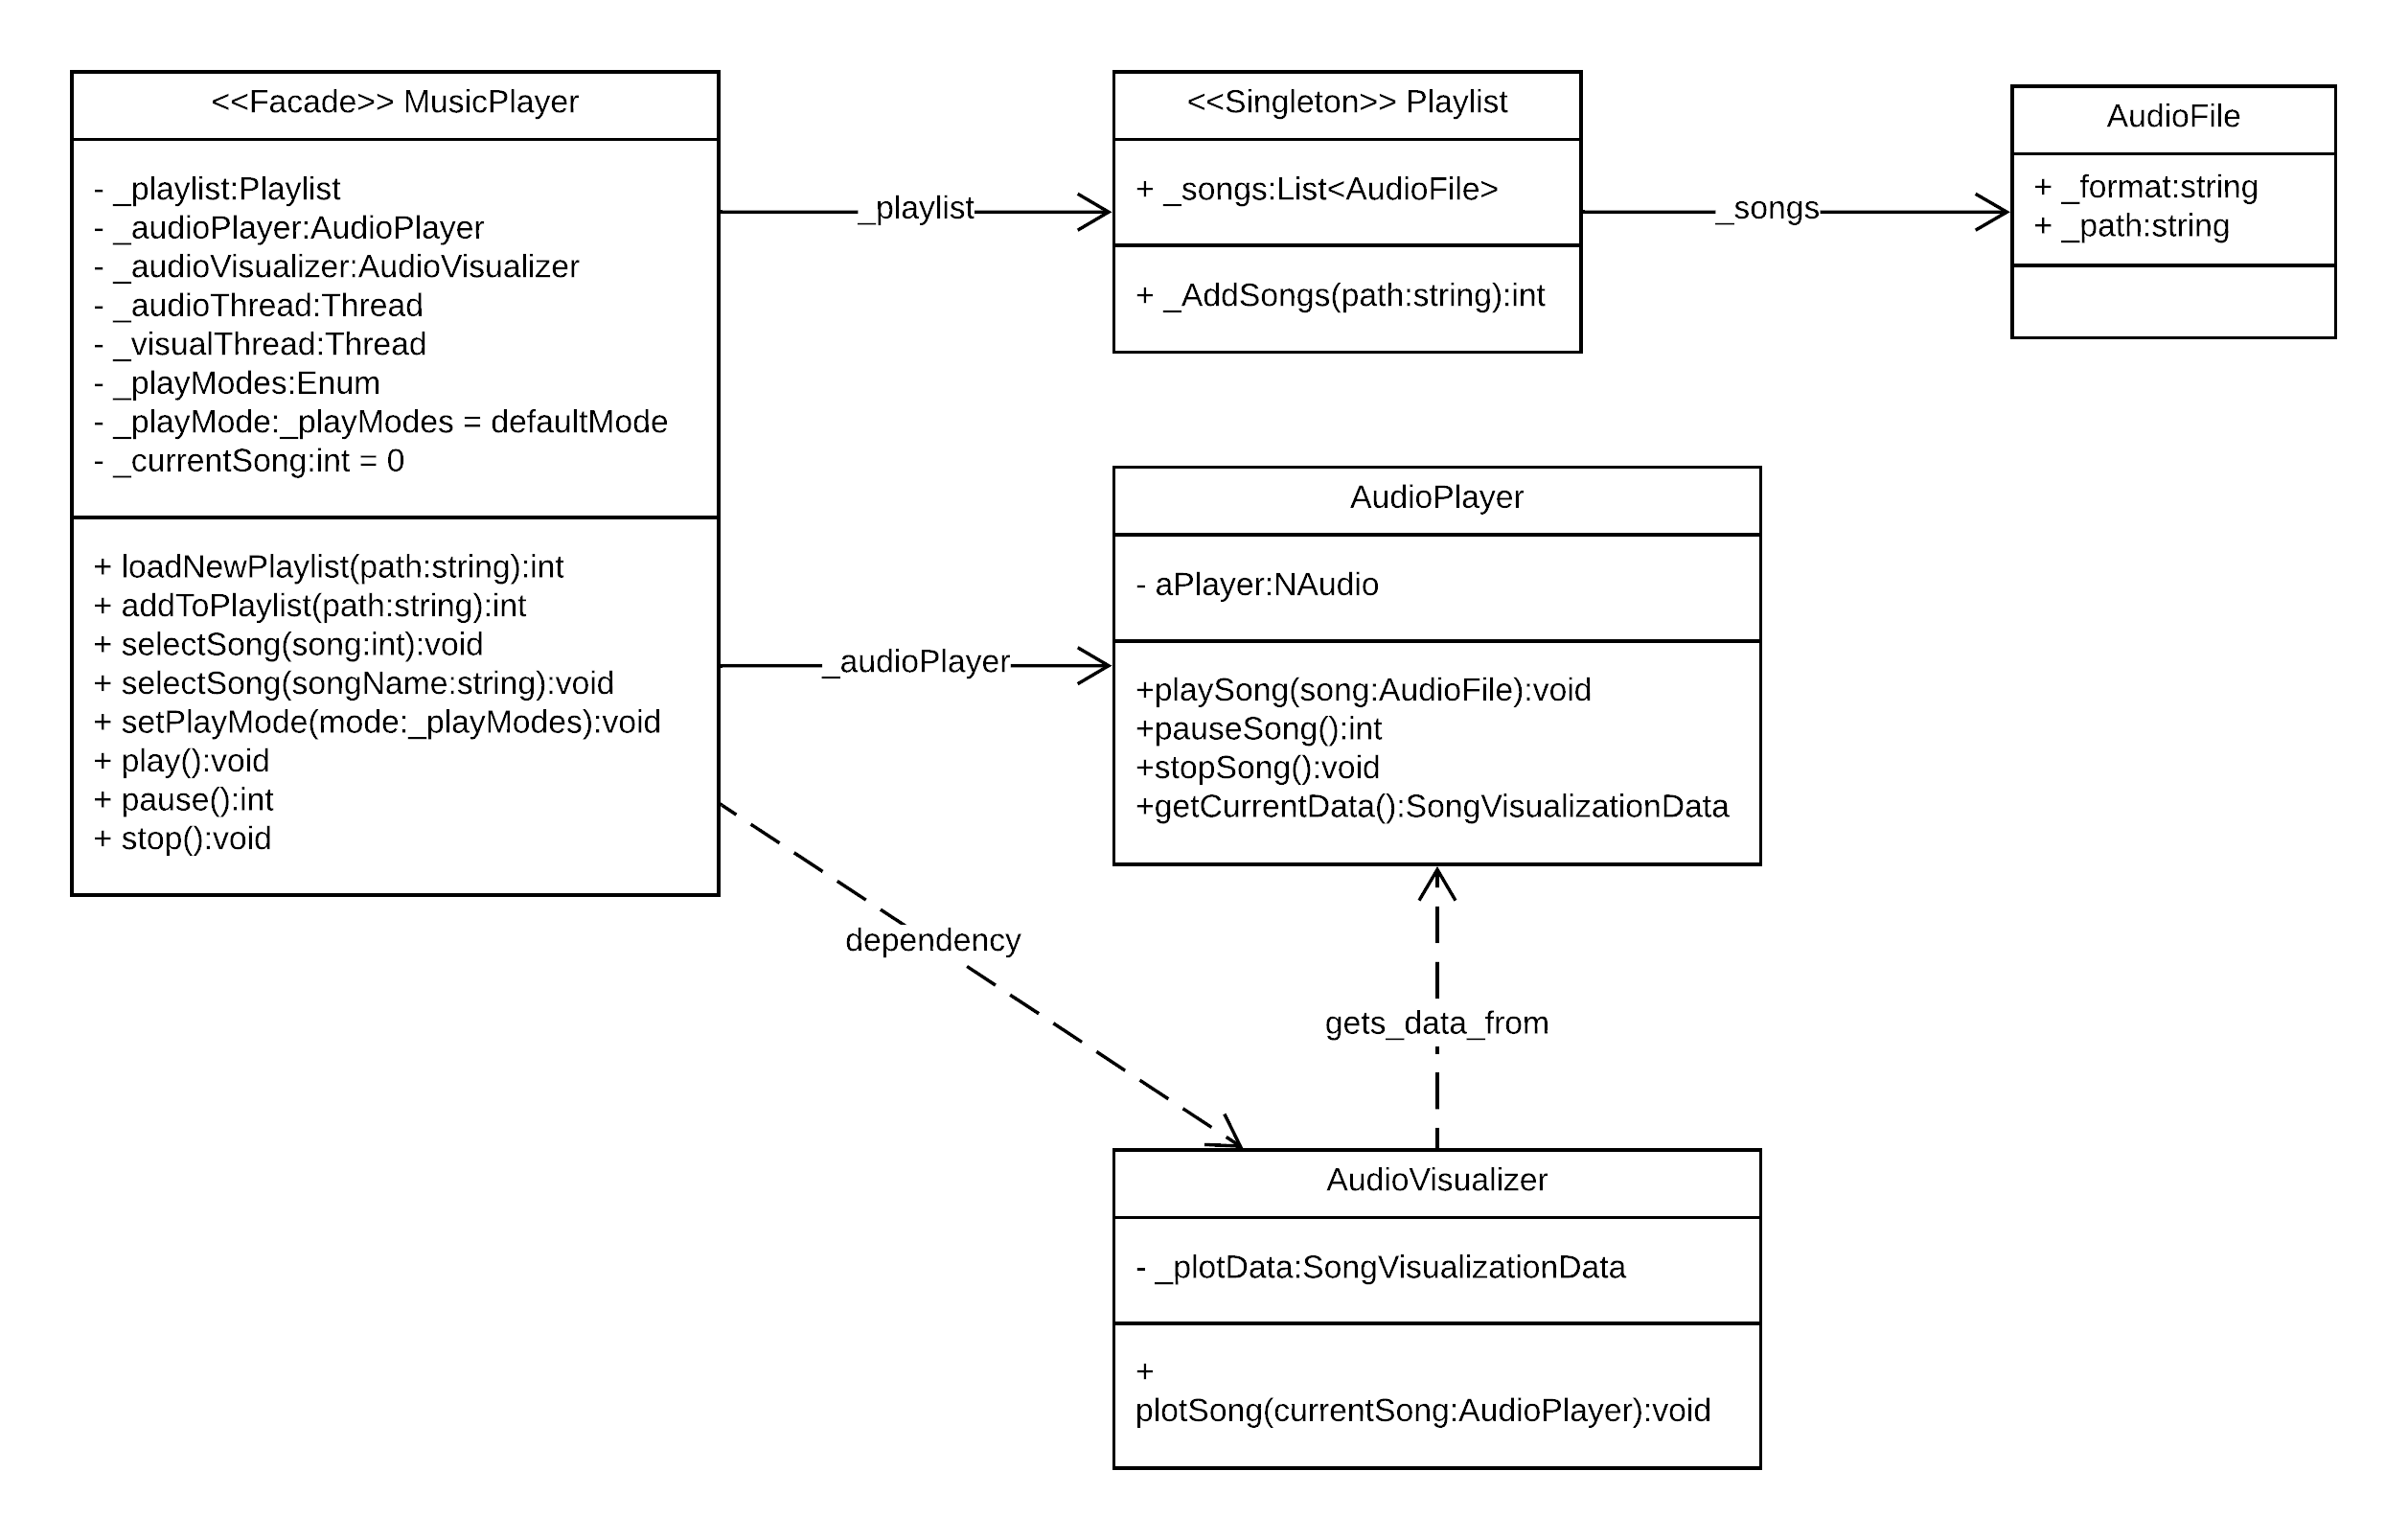 <<Facade>> MusicPlayer
- _playlist:Playlist
- _audioPlayer:AudioPlayer
- _audioVisualizer:AudioVisualizer
- _audioThread:Thread
- _visualThread:Thread
- _playModes:Enum
- _playMode:_playModes = defaultMode
- _currentSong:int = 0
+ loadNewPlaylist(path:string):int
+ addToPlaylist(path:string):int
+ selectSong(song:int):void
+ selectSong(songName:string):void
+ setPlayMode(mode:_playModes):void
+ play():void
+ pause():int
+ stop():void
_playlist
<<Singleton>> Playlist
+ _songs:List<AudioFile>
+ _AddSongs(path:string):int
_songs
AudioFile
+ _format:string
+ _path:string
_audioPlayer
AudioPlayer
- aPlayer:NAudio
+playSong(song:AudioFile):void
+pauseSong():int
+stopSong():void
+getCurrentData():SongVisualizationData
dependency
gets_data_from
AudioVisualizer
- _plotData:SongVisualizationData
+
plotSong(currentSong:AudioPlayer):void